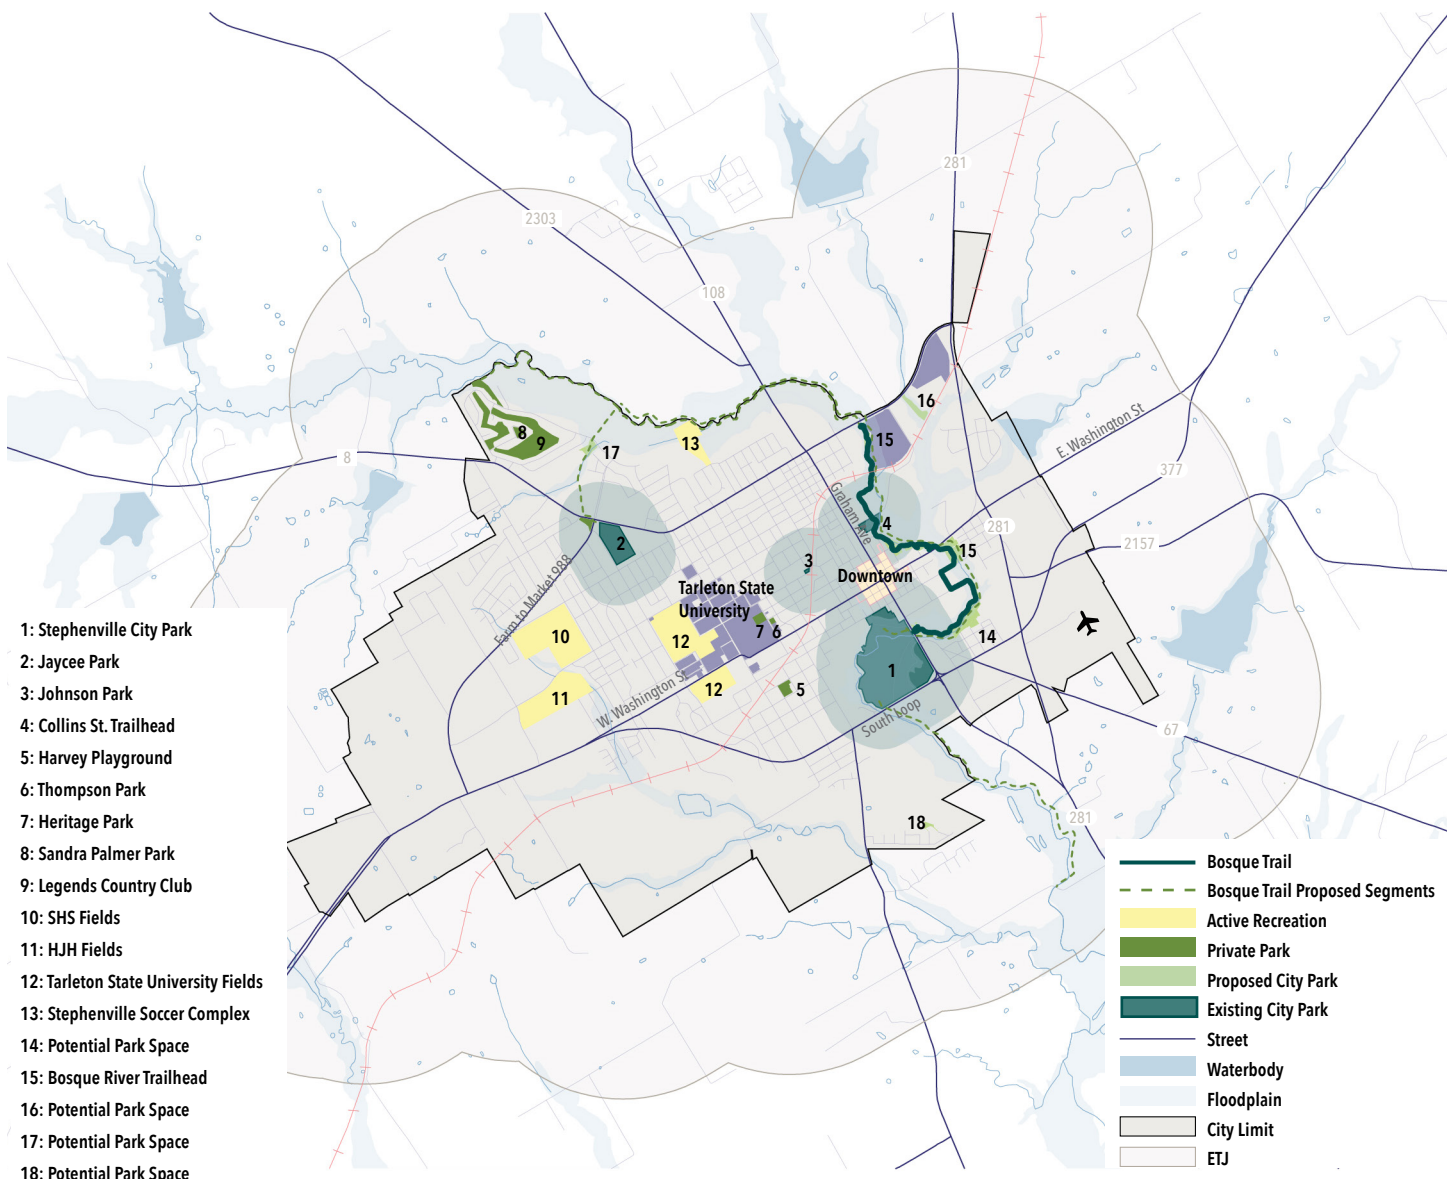 281
2303
108
16
15
E. Washington St
8
9
13
17
8
377
Graham Ave
4
281
2157
2
3
15
Downtown
Farm to Market 988
Tarleton State
University
7
6
12
10
14
1
5
12
11
W. Washington St
South Loop
67
281
18
1: Stephenville City Park
2: Jaycee Park
3: Johnson Park
4: Collins St. Trailhead
5: Harvey Playground
6: Thompson Park
7: Heritage Park
8: Sandra Palmer Park
9: Legends Country Club
10: SHS Fields
11: HJH Fields
12: Tarleton State University Fields
13: Stephenville Soccer Complex
14: Potential Park Space
15: Bosque River Trailhead
16: Potential Park Space
17: Potential Park Space
18: Potential Park Space
Bosque Trail
Bosque Trail Proposed Segments
Active Recreation
Private Park
Proposed City Park
Existing City Park
Street
Waterbody
Floodplain
City Limit
ETJ